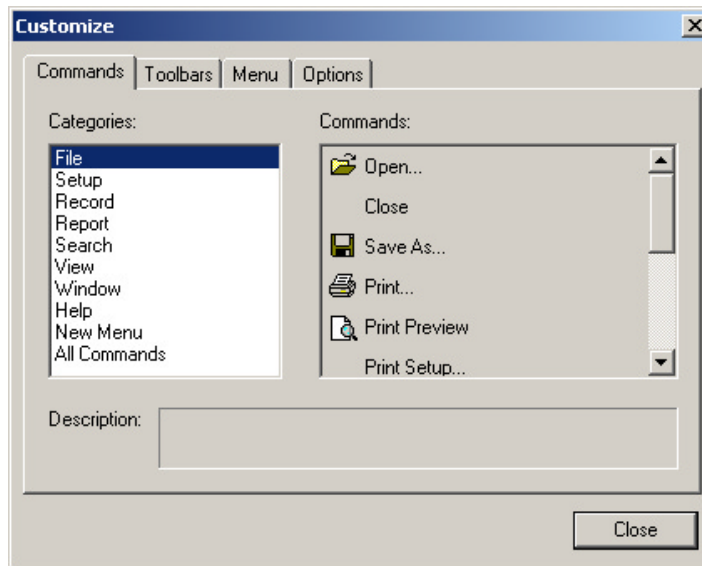 Customize
Commands Toolbars Menu Options
Categories:
File
Setup
Record
Report
Search
View
Window
Help
New Menu
All Commands
Commands:
Open...
Close
Save As...
Print...
Print Preview
Print Setup...
Description:
Close